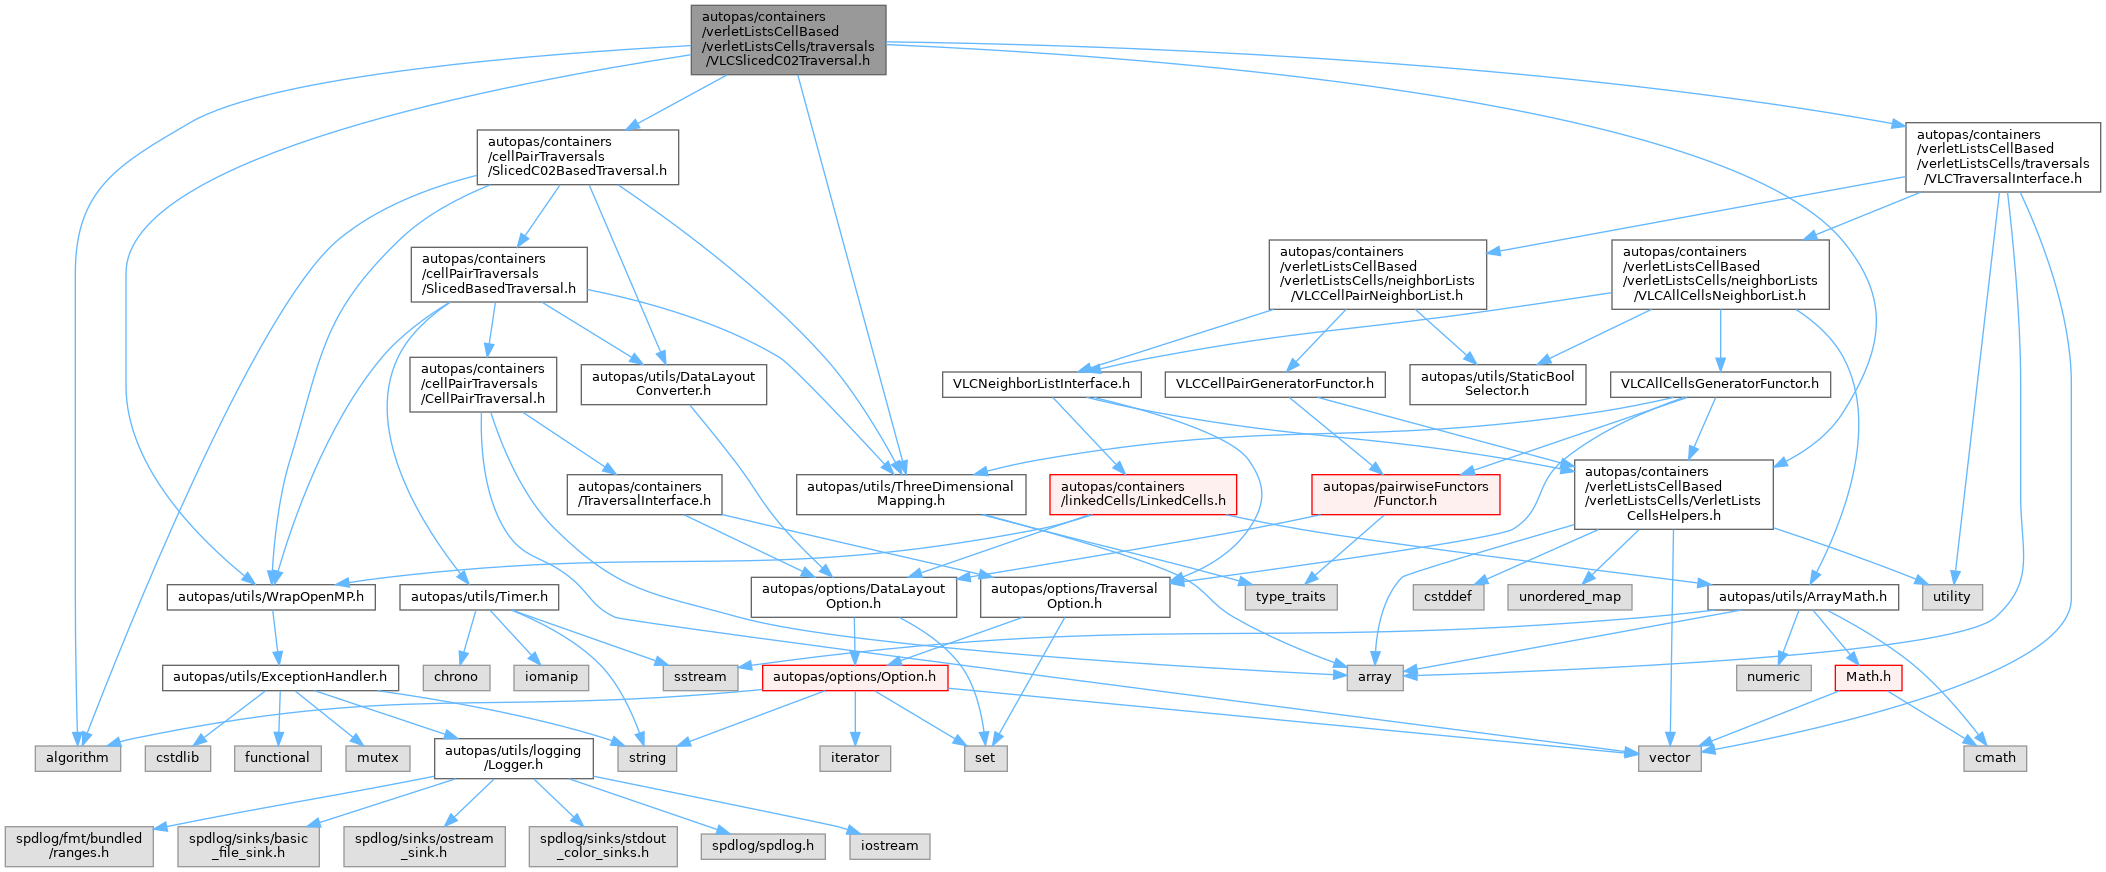 autopas/containers
/verletListsCellBased
/verletListsCells/traversals
/VLCSlicedC02Traversal.h
autopas/containers
/verletListsCellBased
/verletListsCells/traversals
/VLCTraversalInterface.h
autopas/containers
/cellPairTraversals
/SlicedC02BasedTraversal.h
autopas/containers
/cellPairTraversals
/SlicedBasedTraversal.h
autopas/containers
/verletListsCellBased
/verletListsCells/neighborLists
/VLCCellPairNeighborList.h
autopas/containers
/verletListsCellBased
/verletListsCells/neighborLists
/VLCAllCellsNeighborList.h
autopas/containers
/cellPairTraversals
/CellPairTraversal.h
autopas/utils/DataLayout
Converter.h
VLCNeighborListInterface.h
VLCCellPairGeneratorFunctor.h
autopas/utils/StaticBool
Selector.h
VLCAllCellsGeneratorFunctor.h
autopas/containers
/TraversalInterface.h
autopas/utils/ThreeDimensional
Mapping.h
autopas/containers
/linkedCells/LinkedCells.h
autopas/pairwiseFunctors
/Functor.h
autopas/containers
/verletListsCellBased
/verletListsCells/VerletLists
CellsHelpers.h
autopas/utils/WrapOpenMP.h
autopas/utils/Timer.h
autopas/options/DataLayout
Option.h
autopas/options/Traversal
Option.h
type_traits
cstddef
unordered_map
autopas/utils/ArrayMath.h
utility
autopas/utils/ExceptionHandler.h
chrono
iomanip
sstream
autopas/options/Option.h
array
numeric
Math.h
algorithm
cstdlib
functional
mutex
autopas/utils/logging
/Logger.h
string
iterator
set
vector
cmath
spdlog/fmt/bundled
/ranges.h
spdlog/sinks/basic
_file_sink.h
spdlog/sinks/ostream
_sink.h
spdlog/sinks/stdout
_color_sinks.h
spdlog/spdlog.h
iostream